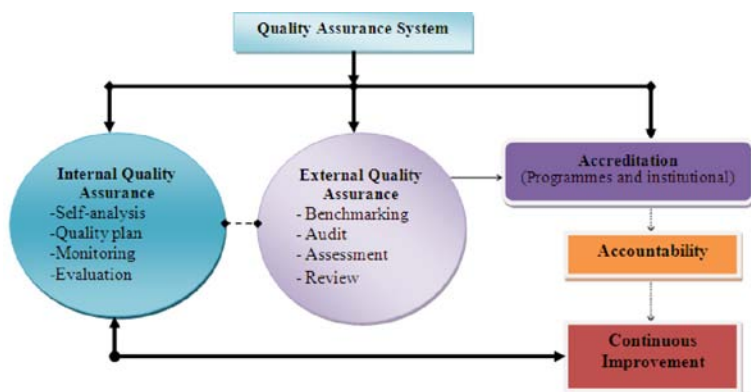 Quality Assurance System
Internal Quality
Assurance
-Self-analysis
-Quality plan
-Monitoring
-Evaluation
External Quality
Assurance
- Benchmarking
- Audit
- Assessment
- Review
Accreditation
(Programmes and institutional)
Accountability
Continuous
Improvement